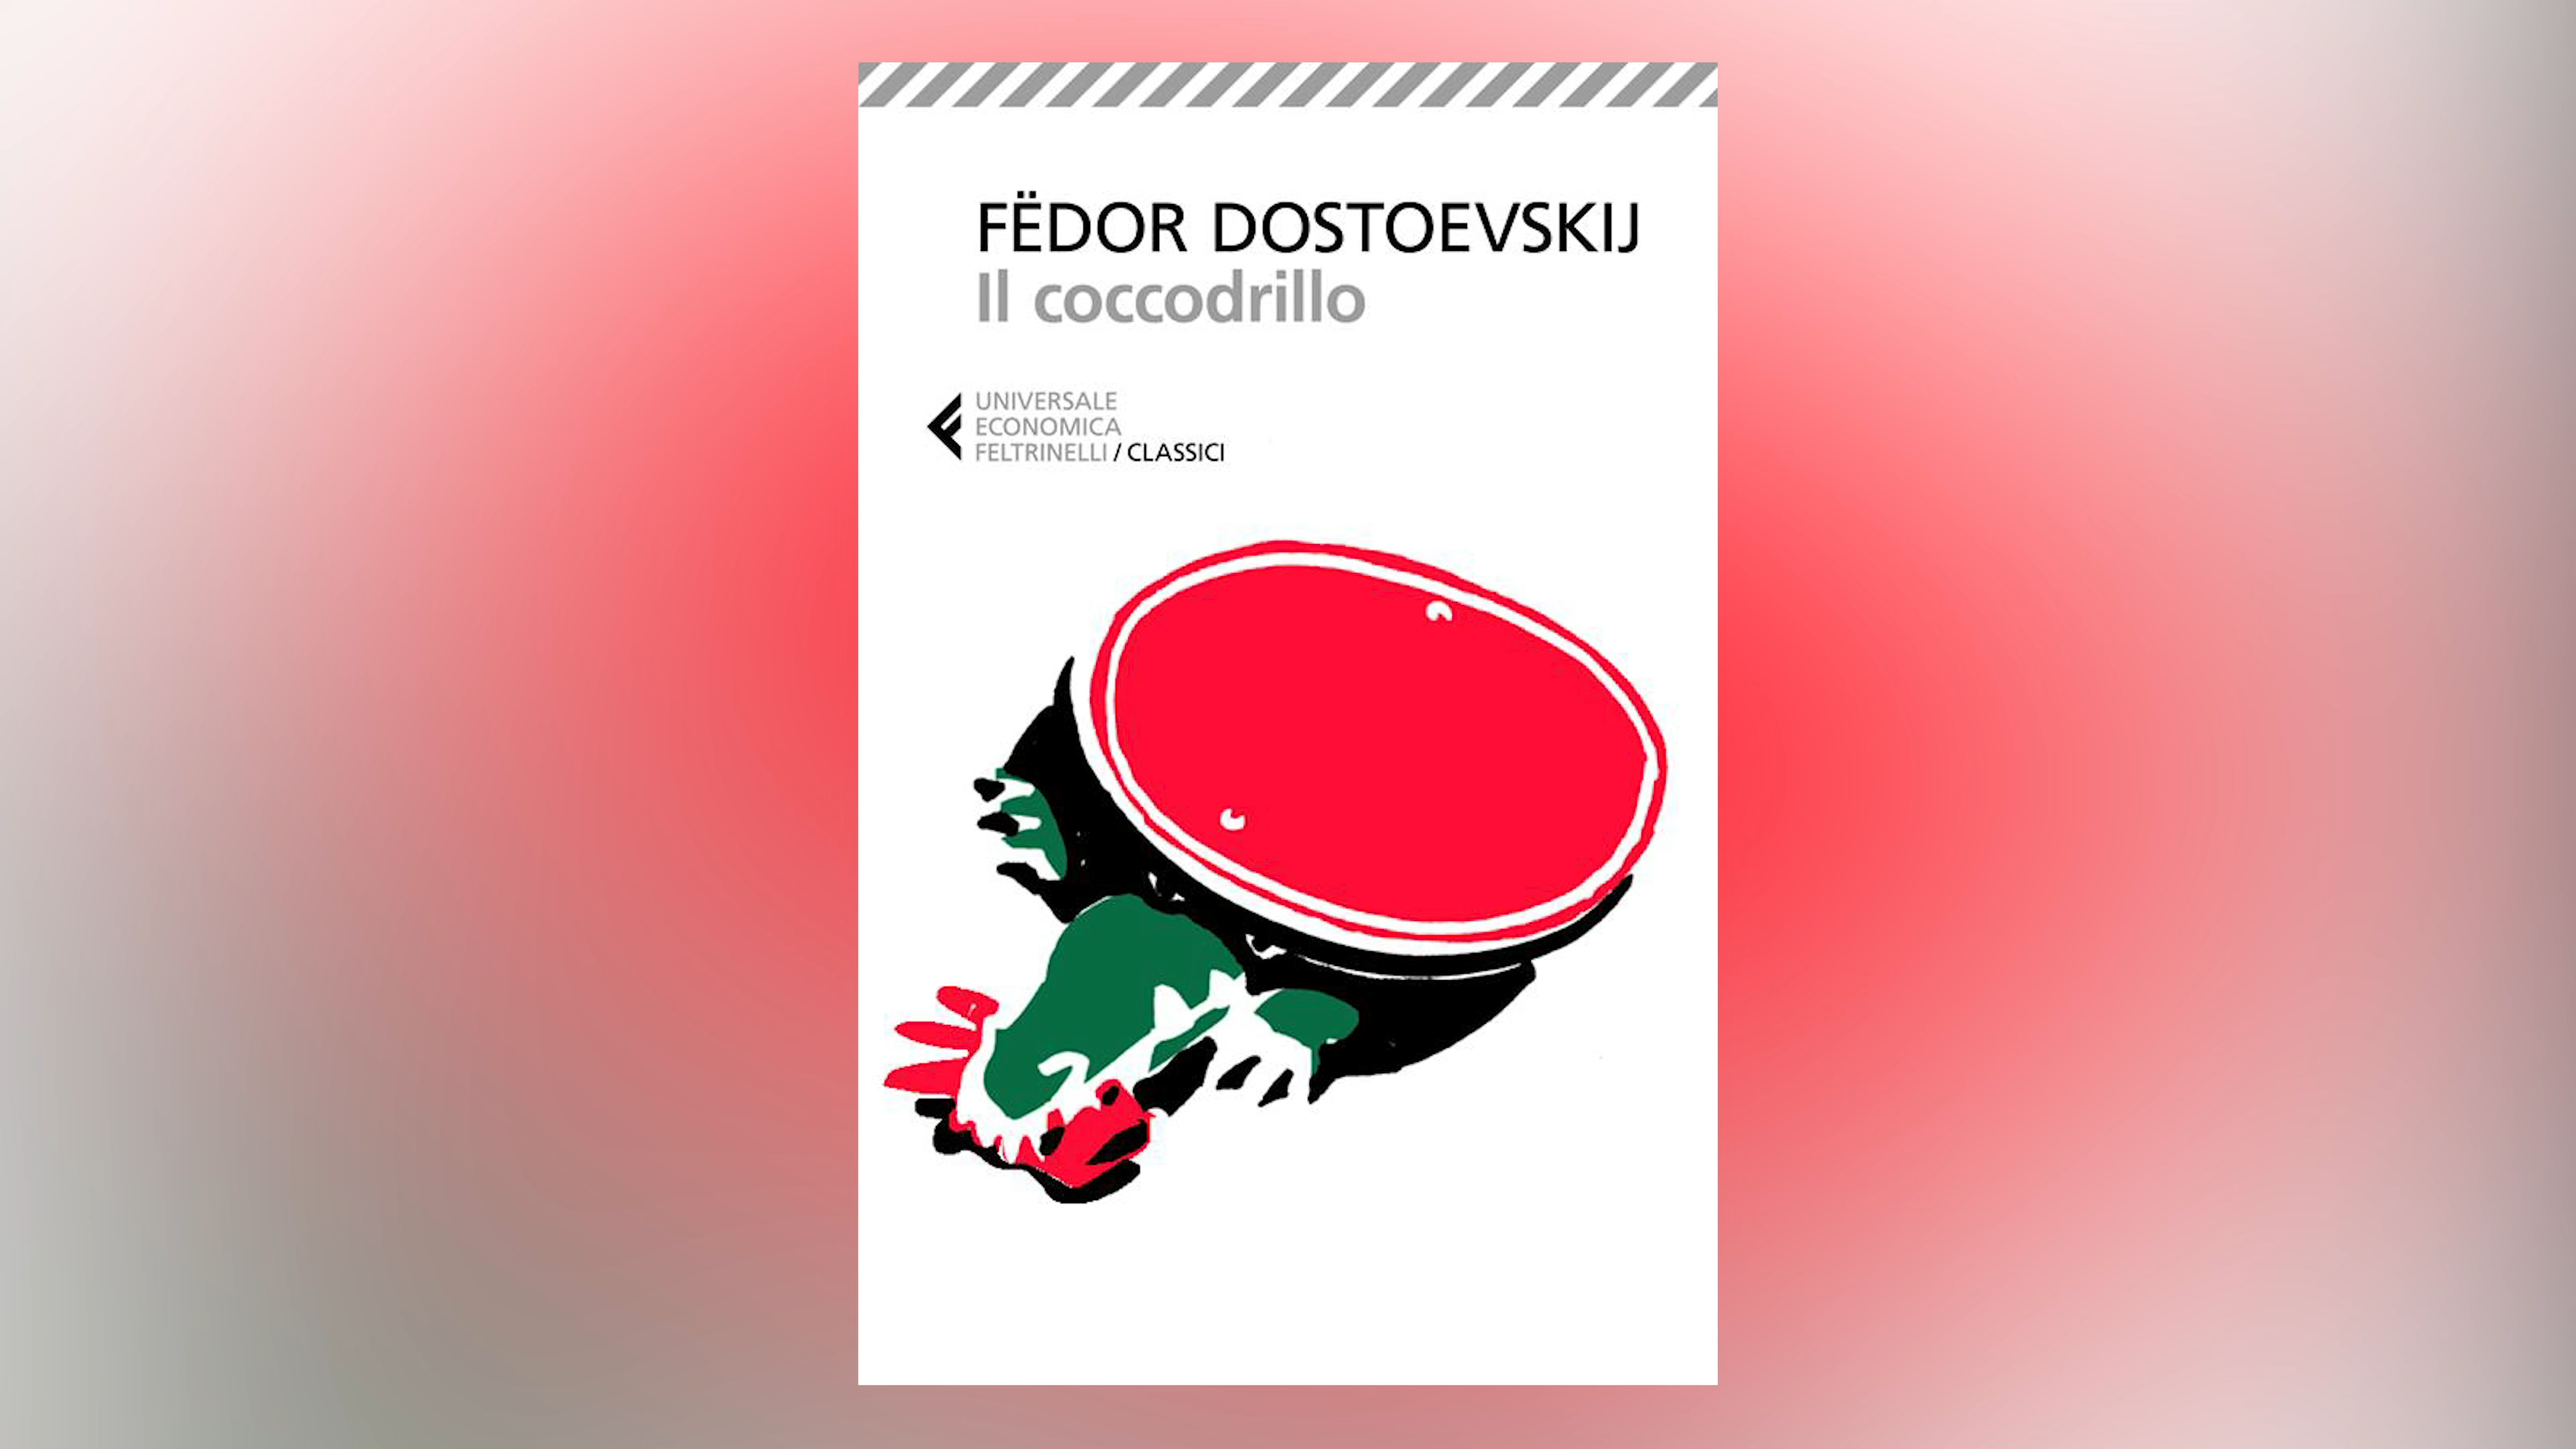 FËDOR DOSTOEVSKIJ
Il coccodrillo
UNIVERSALE
ECONOMICA
FELTRINELLI / CLASSICI